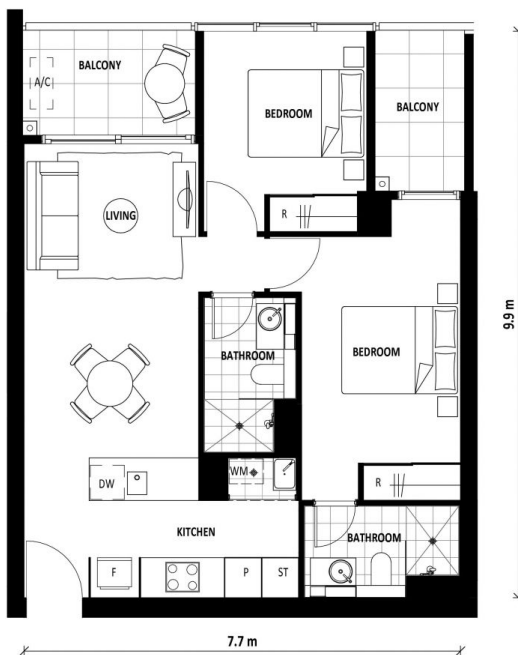 BALCONY
A/C
BEDROOM
BALCONY
LIVING
R
9.9 m
BATHROOM
BEDROOM
DW
WM
R
KITCHEN
BATHROOM
F
P
ST
7.7 m